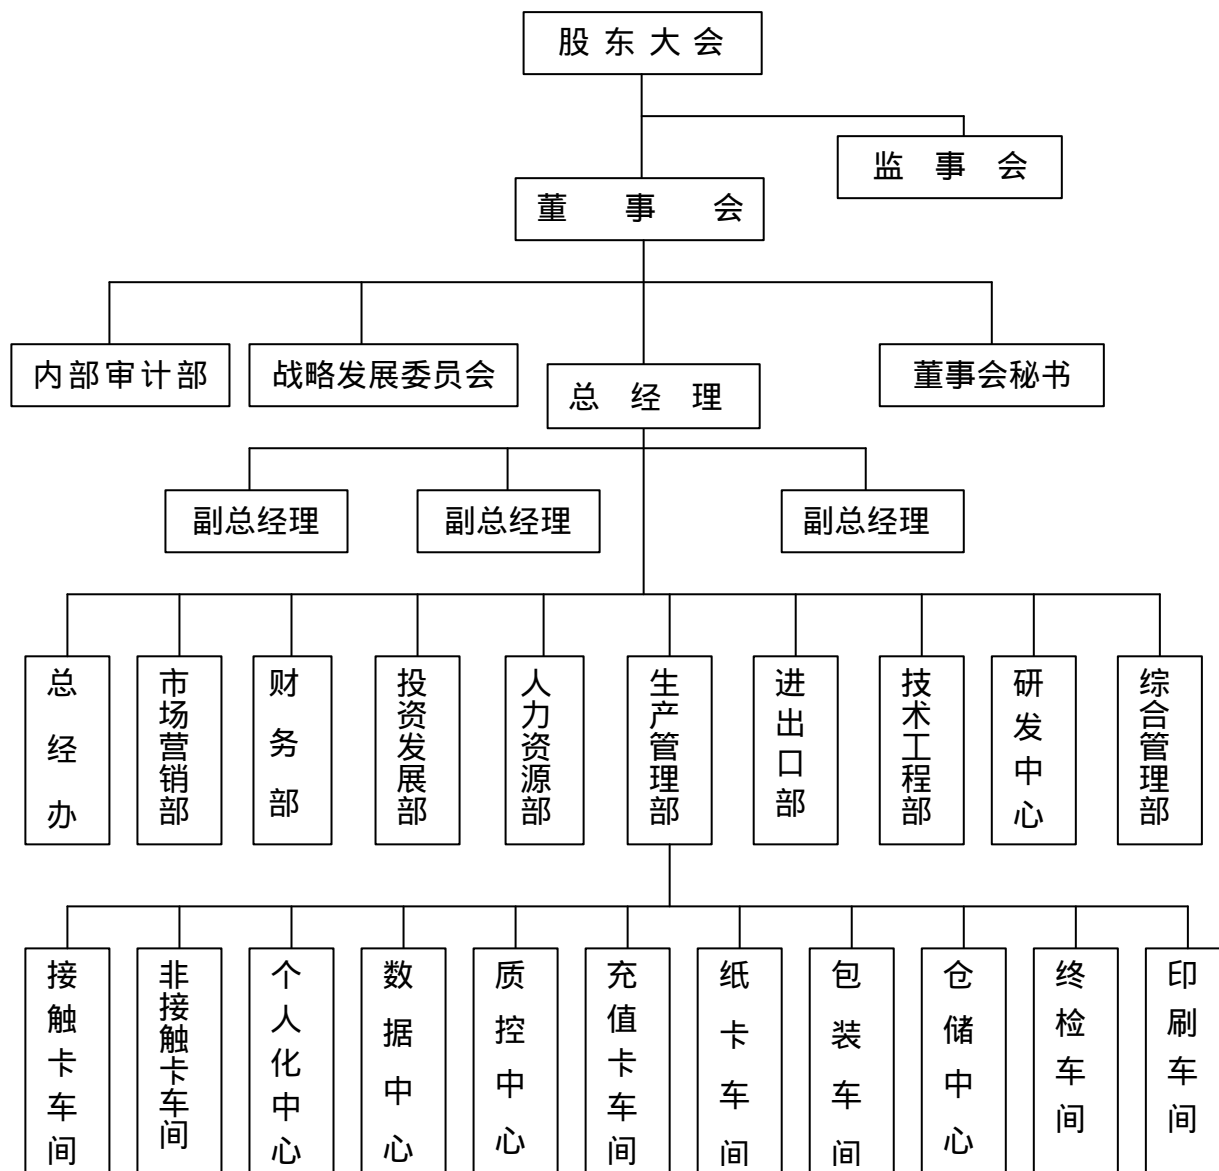 股东大会
监事会
董事会
内部审计部
战略发展委员会
总经理
董事会秘书
副总经理
副总经理
副总经理
总经办
市场营销部
财务部
投资发展部
人力资源部
生产管理部
进出口部
技术工程部
研发中心
综合管理部
接触卡车间
非接触卡车间
个人化中心
数据中心
质控中心
充值卡车间
纸卡车间
包装车间
仓储中心
终检车间
印刷车间